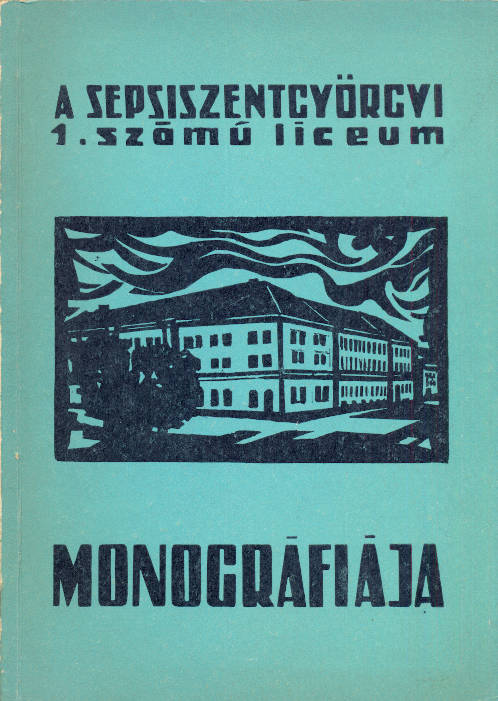 A SEPSISZENTGYÖRGYI
1. számú líceum
MONOGRÁFIÁJA